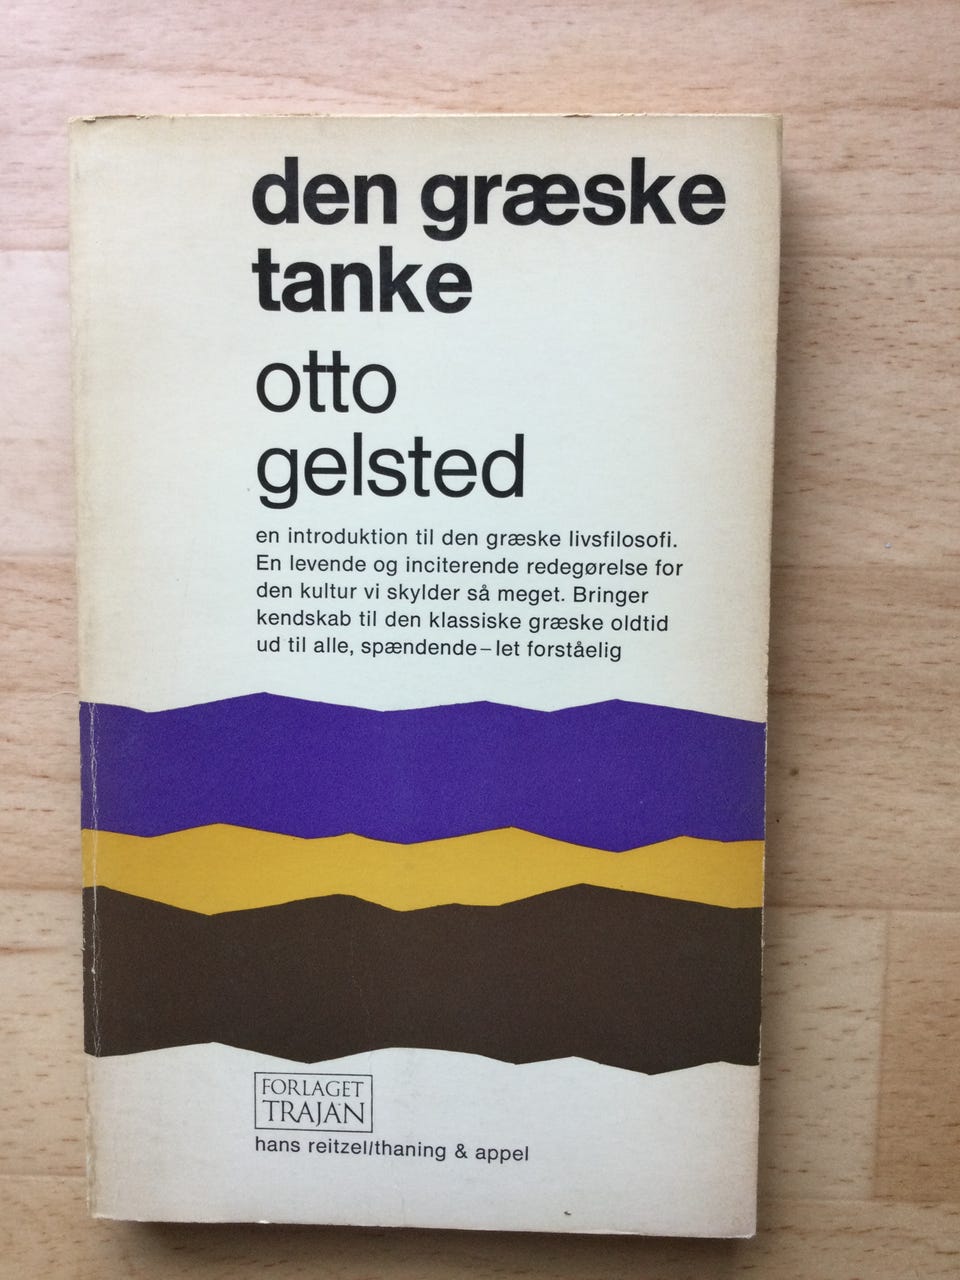 den græske
tanke
otto
gelsted
en introduktion til den græske livsfilosofi.
En levende og inciterende redegørelse for
den kultur vi skylder så meget. Bringer
kendskab til den klassiske græske oldtid
ud til alle, spændende – let forståelig
FORLAGET
TRAJAN
hans reitzel/thaning & appel